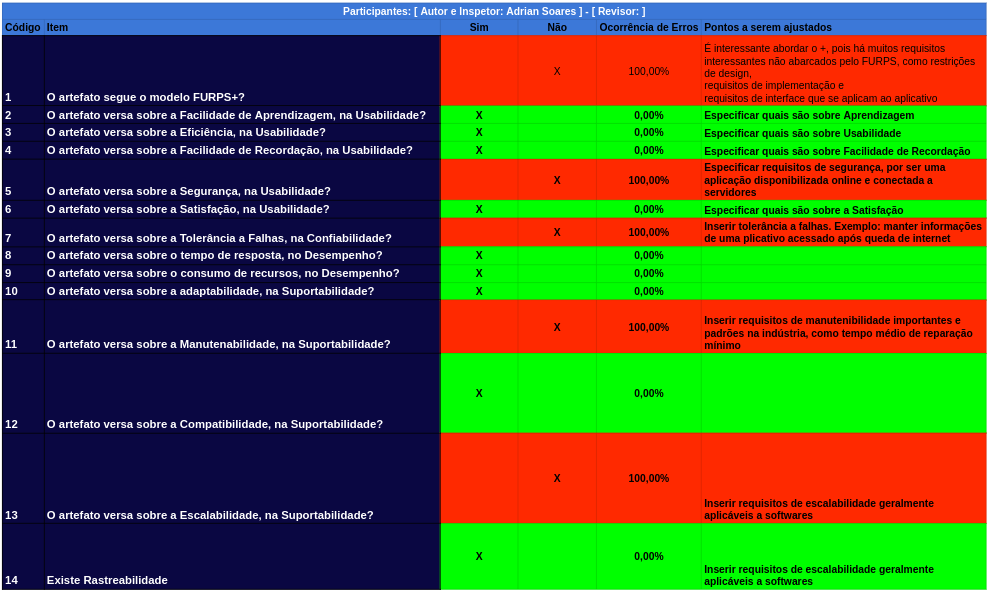 Participantes: [ Autor e Inspetor: Adrian Soares ] - [ Revisor: ]
Código Item Sim Não Ocorrência de Erros Pontos a serem ajustados
É interessante abordar o +, pois há muitos requisitos
interessantes não abarcados pelo FURPS, como restrições
de design,
requisitos de implementação e
requisitos de interface que se aplicam ao aplicativo
1 O artefato segue o modelo FURPS+? X 100,00%
2 O artefato versa sobre a Facilidade de Aprendizagem, na Usabilidade? X 0,00% Especificar quais são sobre Aprendizagem
3 O artefato versa sobre a Eficiência, na Usabilidade? X 0,00% Especificar quais são sobre Usabilidade
4 O artefato versa sobre a Facilidade de Recordação, na Usabilidade? X 0,00% Especificar quais são sobre Facilidade de Recordação
Especificar requisitos de segurança, por ser uma
aplicação disponibilizada online e conectada a
servidores
5 O artefato versa sobre a Segurança, na Usabilidade? X 100,00%
6 O artefato versa sobre a Satisfação, na Usabilidade? X 0,00% Especificar quais são sobre a Satisfação
Inserir tolerância a falhas. Exemplo: manter informações
de uma plicativo acessado após queda de internet
7 O artefato versa sobre a Tolerância a Falhas, na Confiabilidade? X 100,00%
8 O artefato versa sobre o tempo de resposta, no Desempenho? X 0,00%
9 O artefato versa sobre o consumo de recursos, no Desempenho? X 0,00%
10 O artefato versa sobre a adaptabilidade, na Suportabilidade? X 0,00%
Inserir requisitos de manutenibilidade importantes e
padrões na indústria, como tempo médio de reparação
mínimo
11 O artefato versa sobre a Manutenabilidade, na Suportabilidade? X 100,00%
12 O artefato versa sobre a Compatibilidade, na Suportabilidade? X 0,00%
Inserir requisitos de escalabilidade geralmente
aplicáveis a softwares
13 O artefato versa sobre a Escalabilidade, na Suportabilidade? X 100,00%
Inserir requisitos de escalabilidade geralmente
aplicáveis a softwares
14 Existe Rastreabilidade X 0,00%